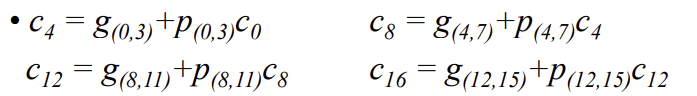 • c4 = g(0,3)+p(0,3)c0 c8 = g(4,7)+p(4,7)c4
c12 = g(8,11)+p(8,11)c8 c16 = g(12,15)+p(12,15)c12